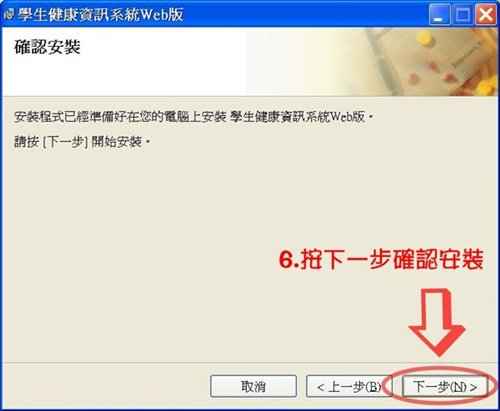 學生健康資訊系統Web版
確認安裝
安裝程式已經準備好在您的電腦上安裝 學生健康資訊系統Web版。
請按 [下一步] 開始安裝。
6.按下一步確認安裝
取消
< 上一步(B)
下一步(N) >